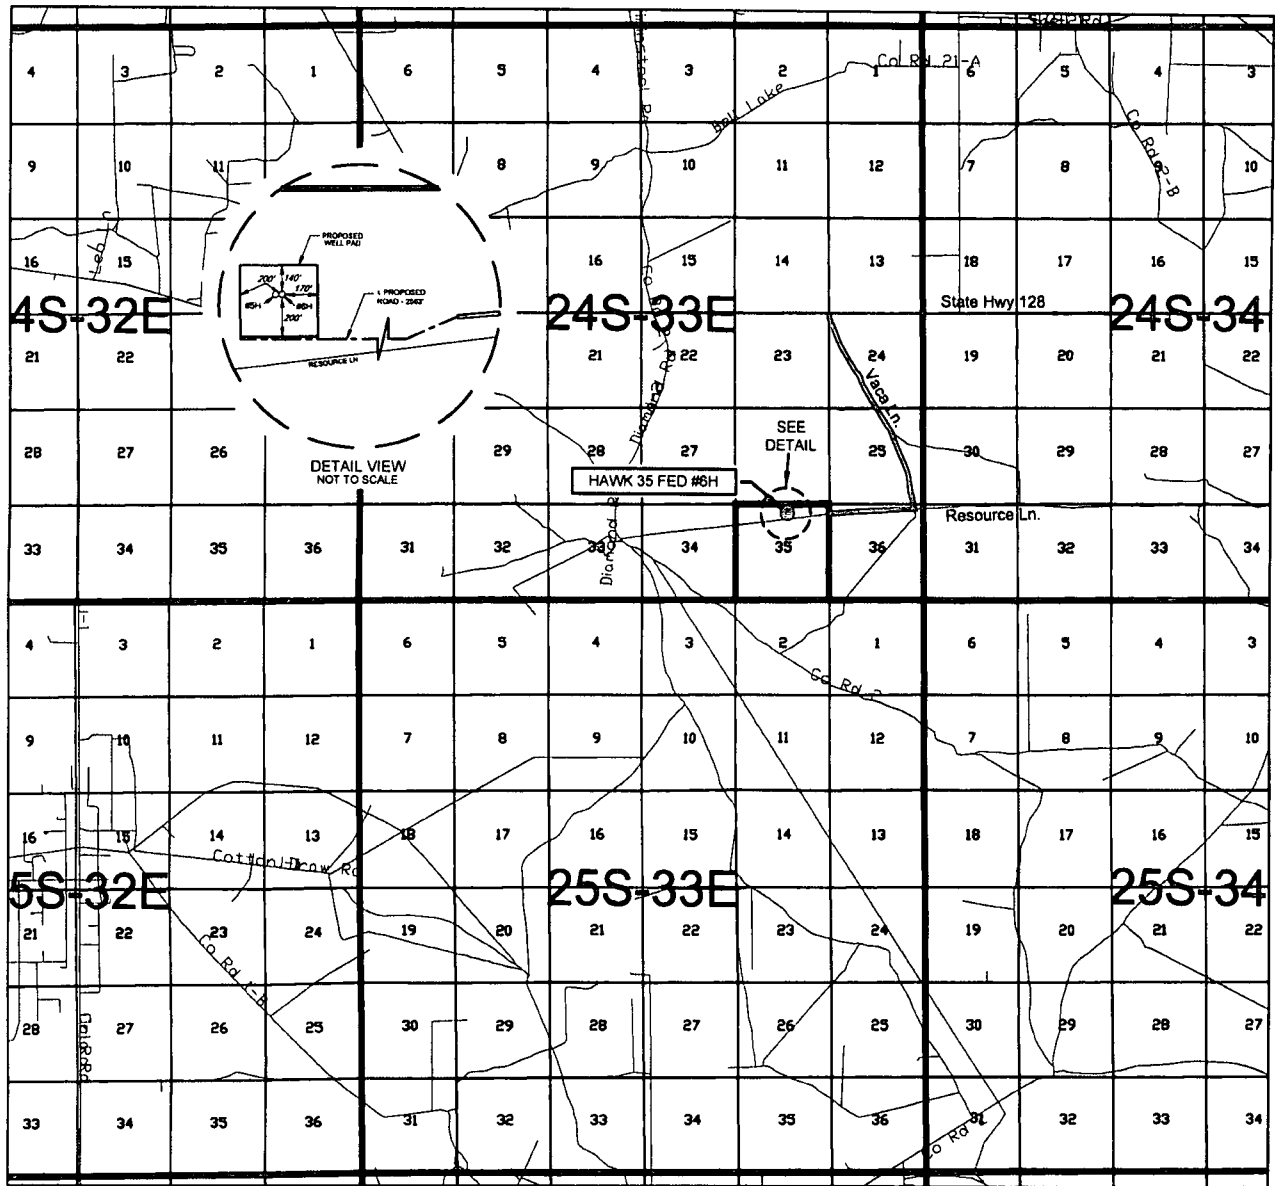 State Rd
4 3 2 1 6 5 4 3 2 1 Co Rd 21-A 6 5 4 3
Bell Lake
Co Rd 2-B
9 10 11 8 9 10 11 12 7 8 10
PROPOSED
WELL PAD
16 15 16 15 14 13 18 17 16 15
200' 140'
170'
#5H #6H
200'
PROPOSED
ROAD -
RESOURCE LN
4S-32E 24S-33E State Hwy 128 24S-34
21 22 21 22 23 24 19 20 21 22
Diamond Rd
Vaca Ln.
SEE
DETAIL
28 27 26 29 28 27 25 30 29 28 27
DETAIL VIEW
NOT TO SCALE
HAWK 35 FED #6H
Resource Ln.
33 34 35 36 31 32 33 34 35 36 31 32 33 34
Diamond
4 3 2 1 6 5 4 3 2 1 6 5 4 3
Co Rd 2
9 10 11 12 7 8 9 10 11 12 7 8 9 10
16 15 14 13 18 17 16 15 14 13 18 17 16 15
Cotton Draw Rd
5S-32E 25S-33E 25S-34
21 22 23 24 19 20 21 22 23 24 19 20 21 22
Co Rd 1-B
28 27 26 25 30 29 28 27 26 25 30 29 28 27
33 34 35 36 31 32 33 34 35 36 31 32 33 34
Co Rd